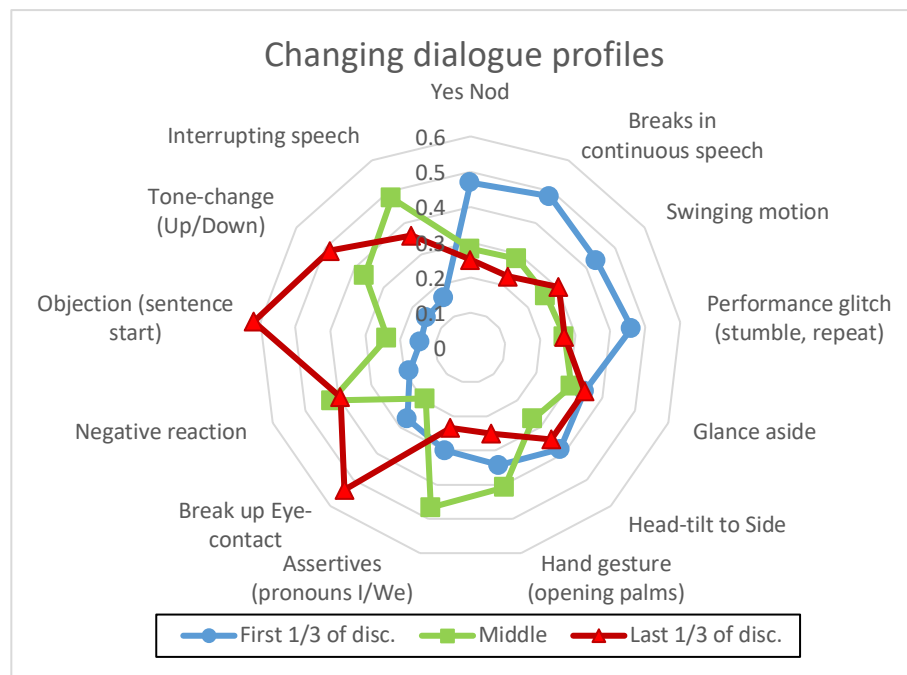 Changing dialogue profiles
Yes Nod
Breaks in
continuous speech
Swinging motion
Performance glitch
(stumble, repeat)
Glance aside
Head-tilt to Side
Hand gesture
(opening palms)
Assertives
(pronouns I/We)
Break up Eye-
contact
Negative reaction
Objection (sentence
start)
Tone-change
(Up/Down)
Interrupting speech
0.6
0.5
0.4
0.3
0.2
0.1
0
First 1/3 of disc.
Middle
Last 1/3 of disc.